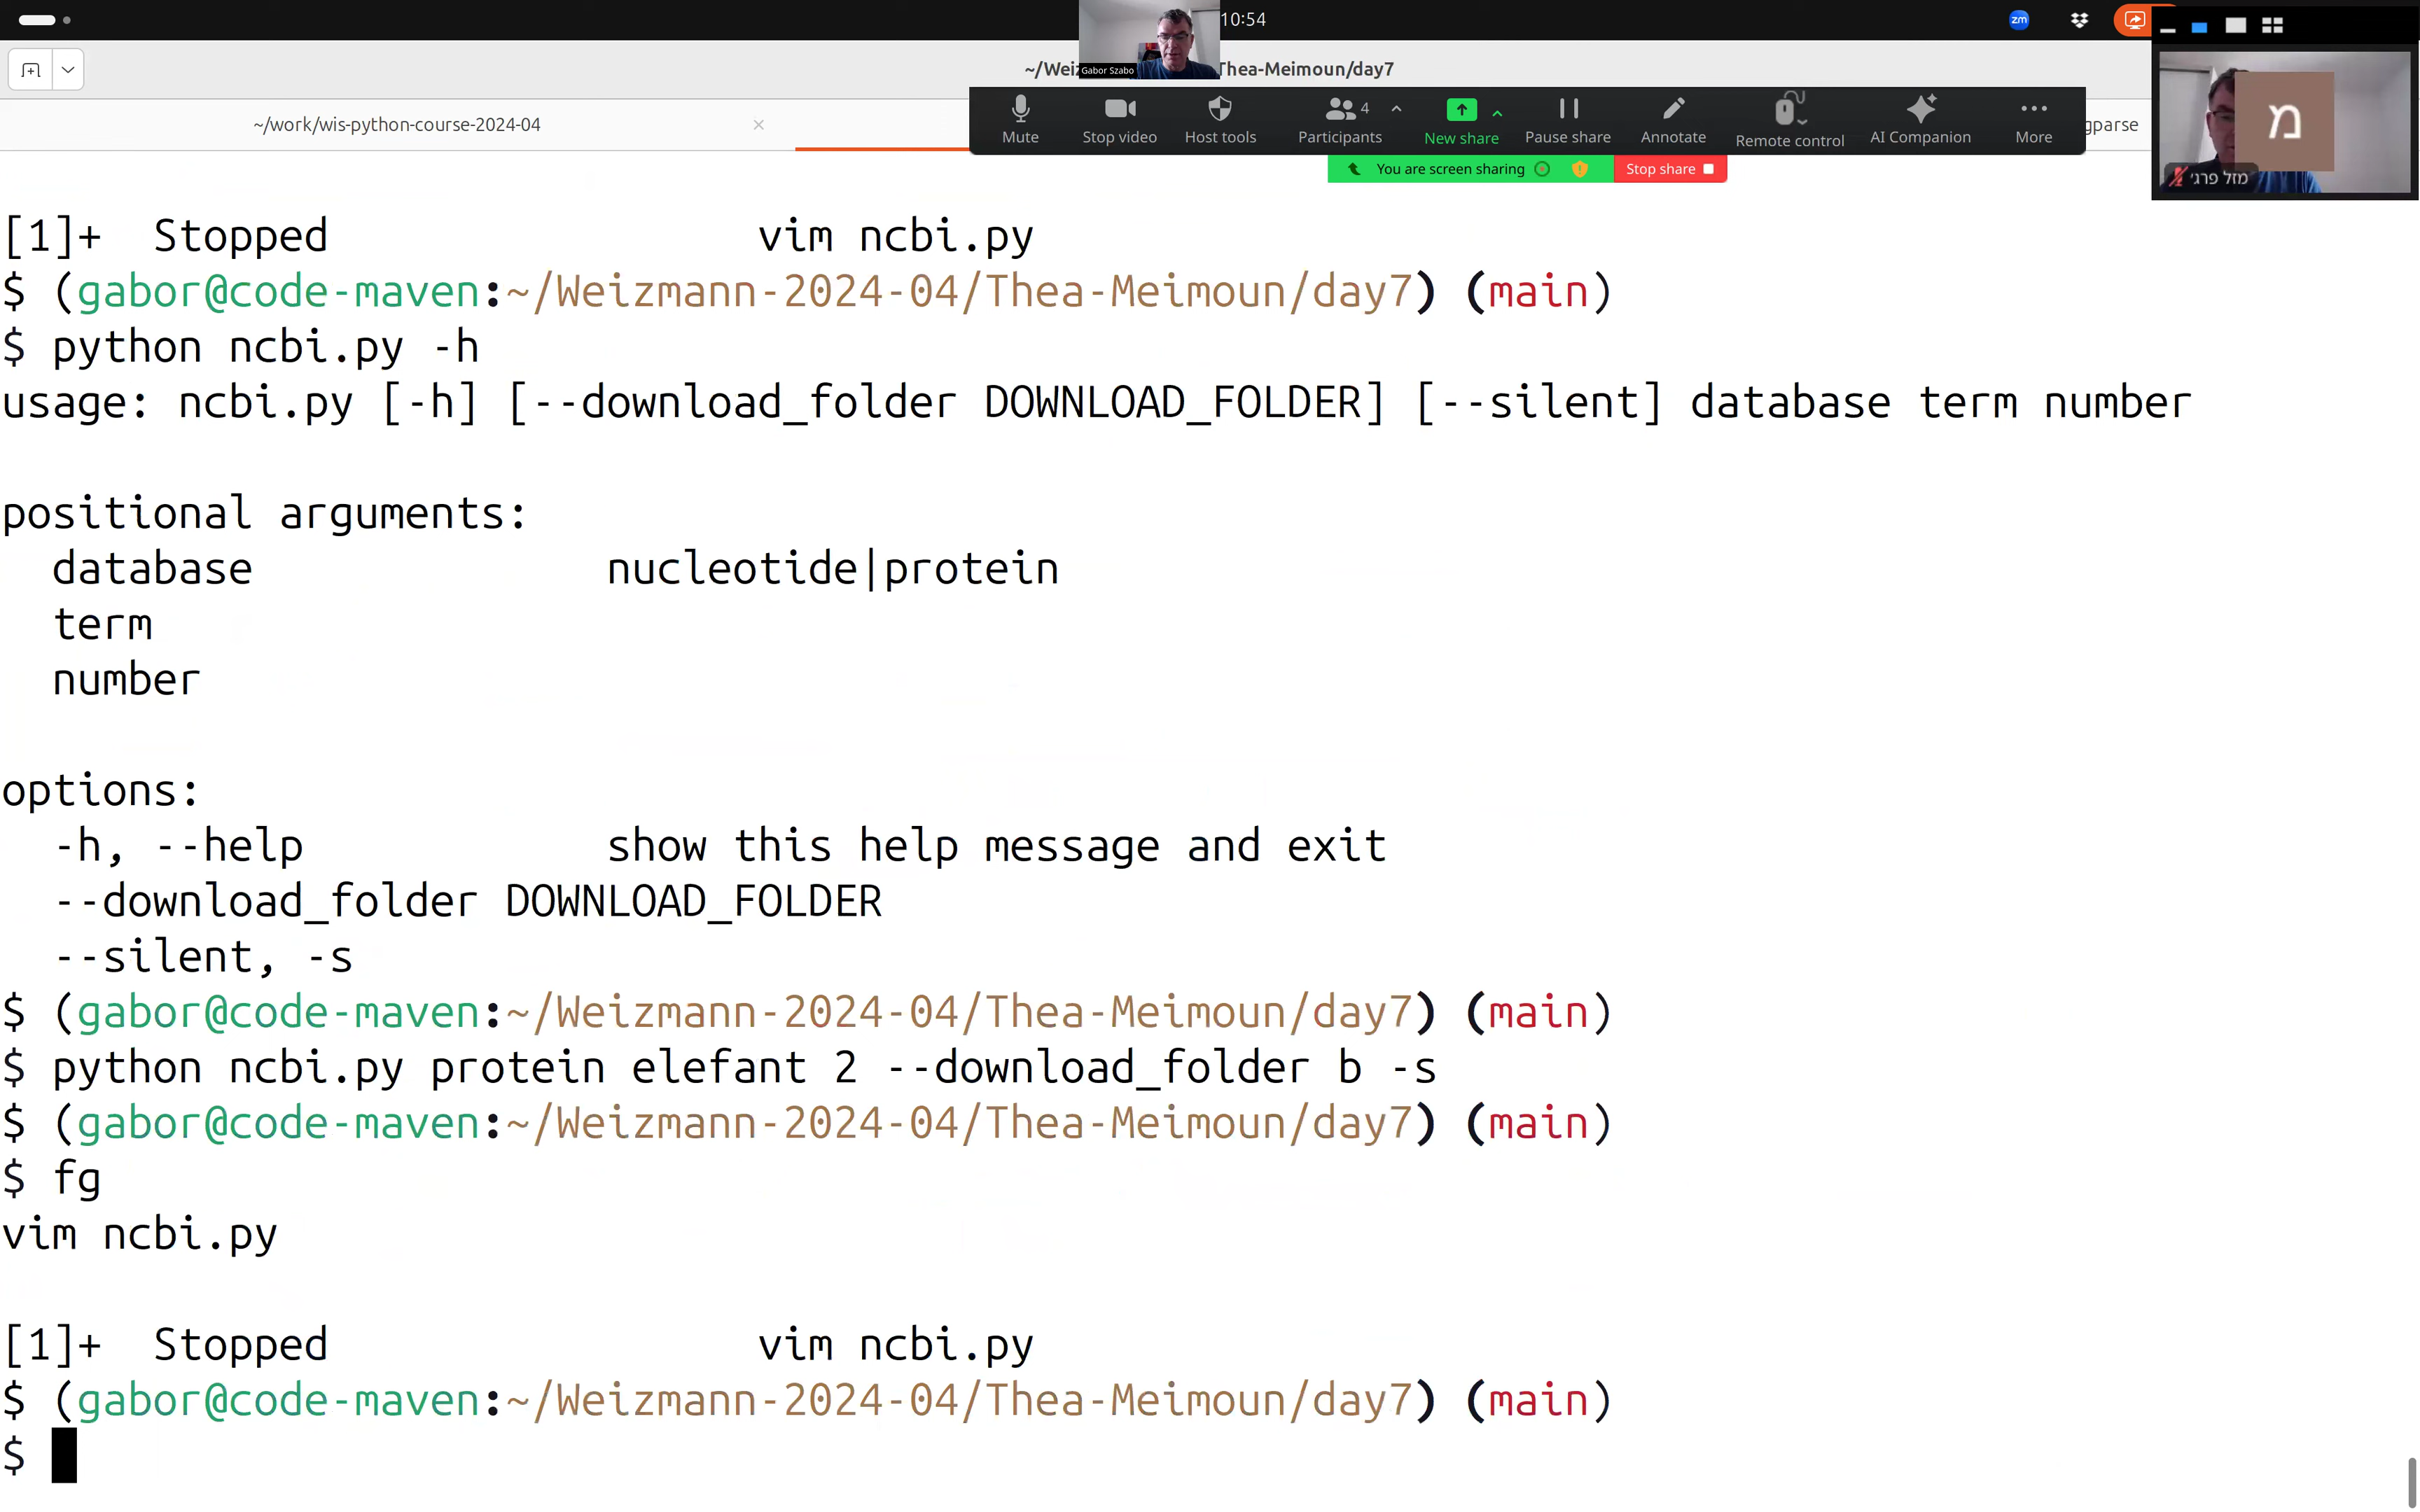 10:54
zm
Gabor Szabo
~/Wei
Thea-Meimoun/day7
~/work/wis-python-course-2024-04
gparse
Mute
Stop video
Host tools
Participants 4
New share
Pause share
Annotate
Remote control
AI Companion
More
You are screen sharing
Stop share
מ
מזל פרג'י
[1]+  Stopped                 vim ncbi.py
$ (gabor@code-maven:~/Weizmann-2024-04/Thea-Meimoun/day7) (main)
$ python ncbi.py -h
usage: ncbi.py [-h] [--download_folder DOWNLOAD_FOLDER] [--silent] database term number
positional arguments:
  database              nucleotide|protein
  term
  number
options:
  -h, --help            show this help message and exit
  --download_folder DOWNLOAD_FOLDER
  --silent, -s
$ (gabor@code-maven:~/Weizmann-2024-04/Thea-Meimoun/day7) (main)
$ python ncbi.py protein elefant 2 --download_folder b -s
$ (gabor@code-maven:~/Weizmann-2024-04/Thea-Meimoun/day7) (main)
$ fg
vim ncbi.py
[1]+  Stopped                 vim ncbi.py
$ (gabor@code-maven:~/Weizmann-2024-04/Thea-Meimoun/day7) (main)
$